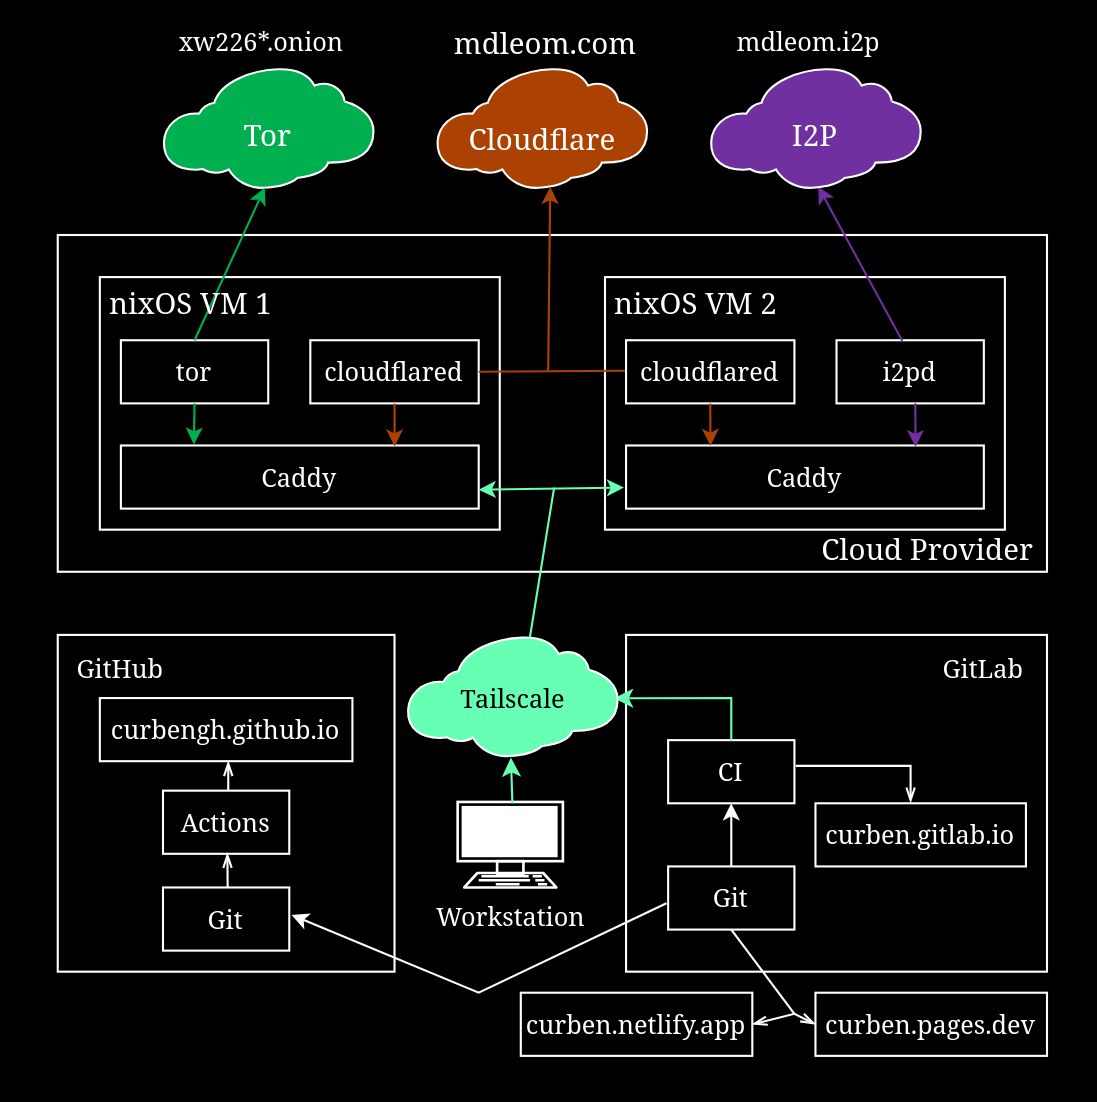 xw226*.onion
mdleom.com
mdleom.i2p
Tor
Cloudflare
I2P
nixOS VM 1
nixOS VM 2
tor
cloudflared
cloudflared
i2pd
Caddy
Caddy
Cloud Provider
GitHub
Tailscale
GitLab
curbengh.github.io
CI
Actions
curben.gitlab.io
Git
Workstation
Git
curben.netlify.app
curben.pages.dev